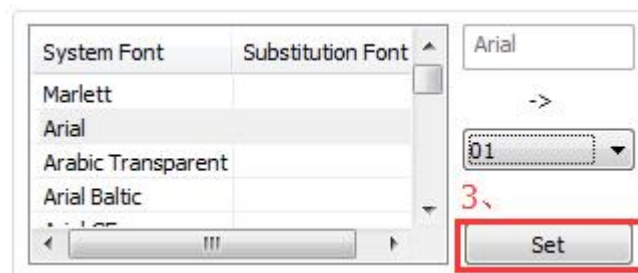 System Font Substitution Font
Marlett
Arial
Arabic Transparent
Arial Baltic
Arial
->
01
3、
Set